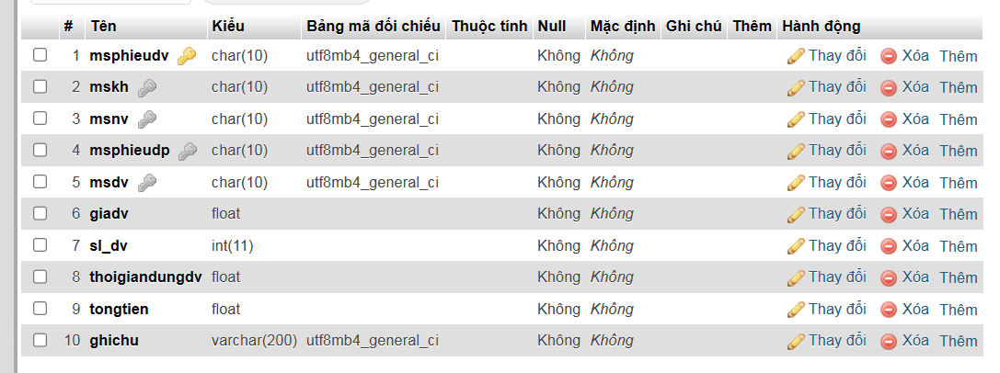 # Tên Kiểu Bảng mã đối chiếu Thuộc tính Null Mặc định Ghi chú Thêm Hành động
1 msphieudv char(10) utf8mb4_general_ci Không Không Thay đổi Xóa Thêm
2 mskh char(10) utf8mb4_general_ci Không Không Thay đổi Xóa Thêm
3 msnv char(10) utf8mb4_general_ci Không Không Thay đổi Xóa Thêm
4 msphieudp char(10) utf8mb4_general_ci Không Không Thay đổi Xóa Thêm
5 msdv char(10) utf8mb4_general_ci Không Không Thay đổi Xóa Thêm
6 giadv float Không Không Thay đổi Xóa Thêm
7 sl_dv int(11) Không Không Thay đổi Xóa Thêm
8 thoigiandungdv float Không Không Thay đổi Xóa Thêm
9 tongtien float Không Không Thay đổi Xóa Thêm
10 ghichu varchar(200) utf8mb4_general_ci Không Không Thay đổi Xóa Thêm